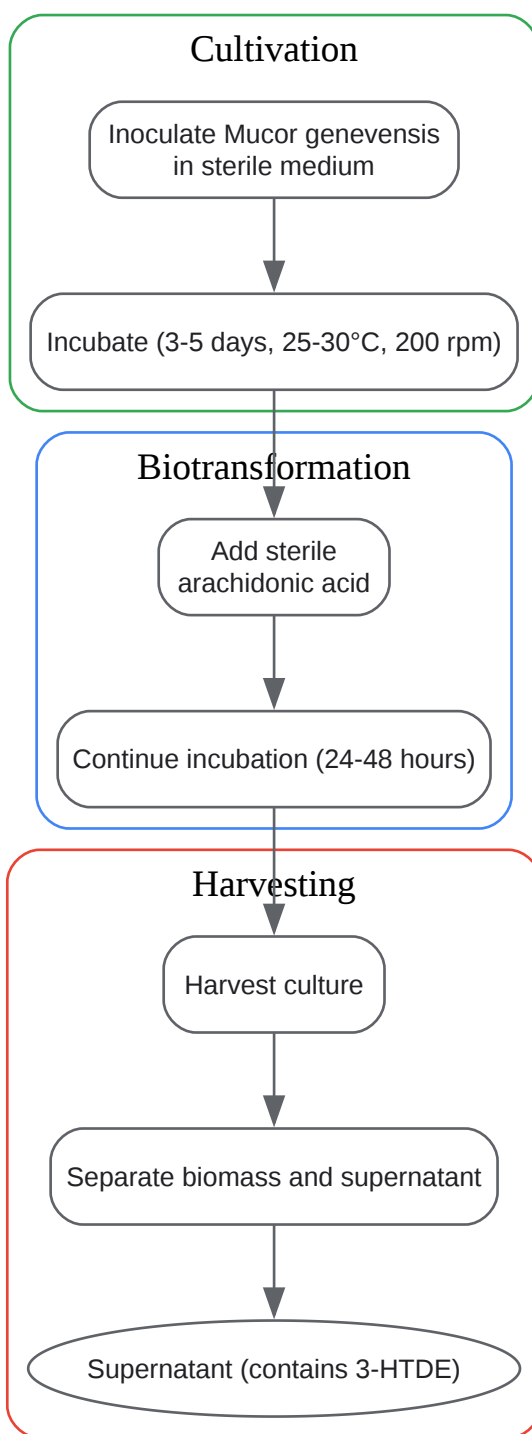 Cultivation
Inoculate Mucor genevensis
in sterile medium
Incubate (3-5 days, 25-30°C, 200 rpm)
Biotransformation
Add sterile
arachidonic acid
Continue incubation (24-48 hours)
Harvesting
Harvest culture
Separate biomass and supernatant
Supernatant (contains 3-HTDE)